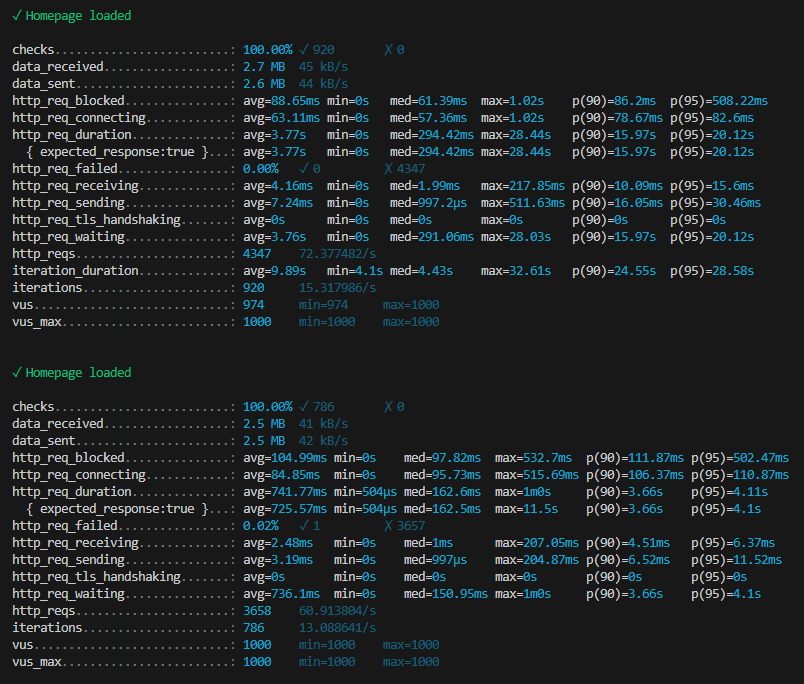 ✓ Homepage loaded
checks.........................: 100.00% ✓ 920 ✗ 0
data_received..................: 2.7 MB 45 kB/s
data_sent......................: 2.6 MB 44 kB/s
http_req_blocked...............: avg=88.65ms min=0s med=61.39ms max=1.02s p(90)=86.2ms p(95)=508.22ms
http_req_connecting............: avg=63.11ms min=0s med=57.36ms max=1.02s p(90)=78.67ms p(95)=82.6ms
http_req_duration..............: avg=3.77s min=0s med=294.42ms max=28.44s p(90)=15.97s p(95)=20.12s
{ expected_response:true }...: avg=3.77s min=0s med=294.42ms max=28.44s p(90)=15.97s p(95)=20.12s
http_req_failed................: 0.00% ✓ 0 ✗ 4347
http_req_receiving.............: avg=4.16ms min=0s med=1.99ms max=217.85ms p(90)=10.09ms p(95)=15.6ms
http_req_sending...............: avg=7.24ms min=0s med=997.2µs max=511.63ms p(90)=16.05ms p(95)=30.46ms
http_req_tls_handshaking.......: avg=0s min=0s med=0s max=0s p(90)=0s p(95)=0s
http_req_waiting...............: avg=3.76s min=0s med=291.06ms max=28.03s p(90)=15.97s p(95)=20.12s
http_reqs......................: 4347 72.377482/s
iteration_duration.............: avg=9.89s min=4.1s med=4.43s max=32.61s p(90)=24.55s p(95)=28.58s
iterations.....................: 920 15.317986/s
vus............................: 974 min=974 max=1000
vus_max........................: 1000 min=1000 max=1000
✓ Homepage loaded
checks.........................: 100.00% ✓ 786 ✗ 0
data_received..................: 2.5 MB 41 kB/s
data_sent......................: 2.5 MB 42 kB/s
http_req_blocked...............: avg=104.99ms min=0s med=97.82ms max=532.7ms p(90)=111.87ms p(95)=502.47ms
http_req_connecting............: avg=84.85ms min=0s med=95.73ms max=515.69ms p(90)=106.37ms p(95)=110.87ms
http_req_duration..............: avg=741.77ms min=504µs med=162.6ms max=1m0s p(90)=3.66s p(95)=4.11s
{ expected_response:true }...: avg=725.57ms min=504µs med=162.5ms max=11.5s p(90)=3.66s p(95)=4.1s
http_req_failed................: 0.02% ✓ 1 ✗ 3657
http_req_receiving.............: avg=2.48ms min=0s med=1ms max=207.05ms p(90)=4.51ms p(95)=6.37ms
http_req_sending...............: avg=3.19ms min=0s med=997µs max=204.87ms p(90)=6.52ms p(95)=11.52ms
http_req_tls_handshaking.......: avg=0s min=0s med=0s max=0s p(90)=0s p(95)=0s
http_req_waiting...............: avg=736.1ms min=0s med=150.95ms max=1m0s p(90)=3.66s p(95)=4.1s
http_reqs......................: 3658 60.913804/s
iterations.....................: 786 13.088641/s
vus............................: 1000 min=1000 max=1000
vus_max........................: 1000 min=1000 max=1000